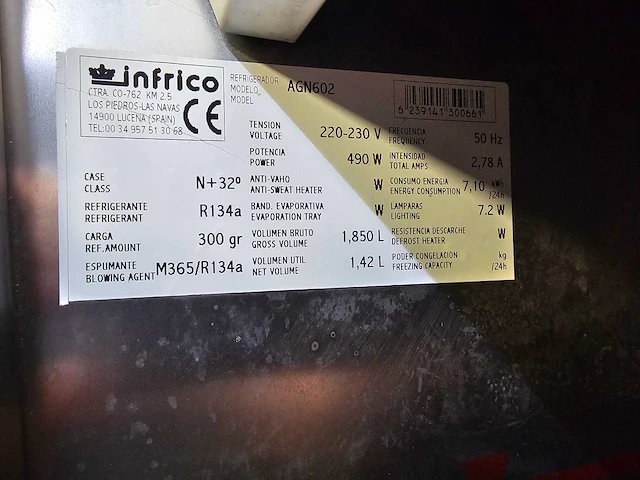 infrico
CTRA. CO-762 KM 2.5
LOS PIEDROS-LAS NAVAS
14900 LUCENA (SPAIN)
TEL:00 34 957 51 30 68
CE
REFRIGERADOR
MODELO
MODEL
AGN602
6 239141 300661
TENSION
VOLTAGE
220-230 V
FRECUENCIA
FREQUENCY
50 Hz
POTENCIA
POWER
490 W
INTENSIDAD
TOTAL AMPS
2,78 A
CASE
CLASS
N+32º
ANTI-VAHO
ANTI-SWEAT HEATER
W
CONSUMO ENERGIA
ENERGY CONSUMPTION
7,10 kWh
/24h
REFRIGERANTE
REFRIGERANT
R134a
BAND. EVAPORATIVA
EVAPORATION TRAY
W
LAMPARAS
LIGHTING
7.2 W
CARGA
REF.AMOUNT
300 gr
VOLUMEN BRUTO
GROSS VOLUME
1,850 L
RESISTENCIA DESCARCHE
DEFROST HEATER
W
ESPUMANTE
BLOWING AGENT
M365/R134a
VOLUMEN UTIL
NET VOLUME
1,42 L
PODER CONGELACION
FREEZING CAPACITY
kg
/24h